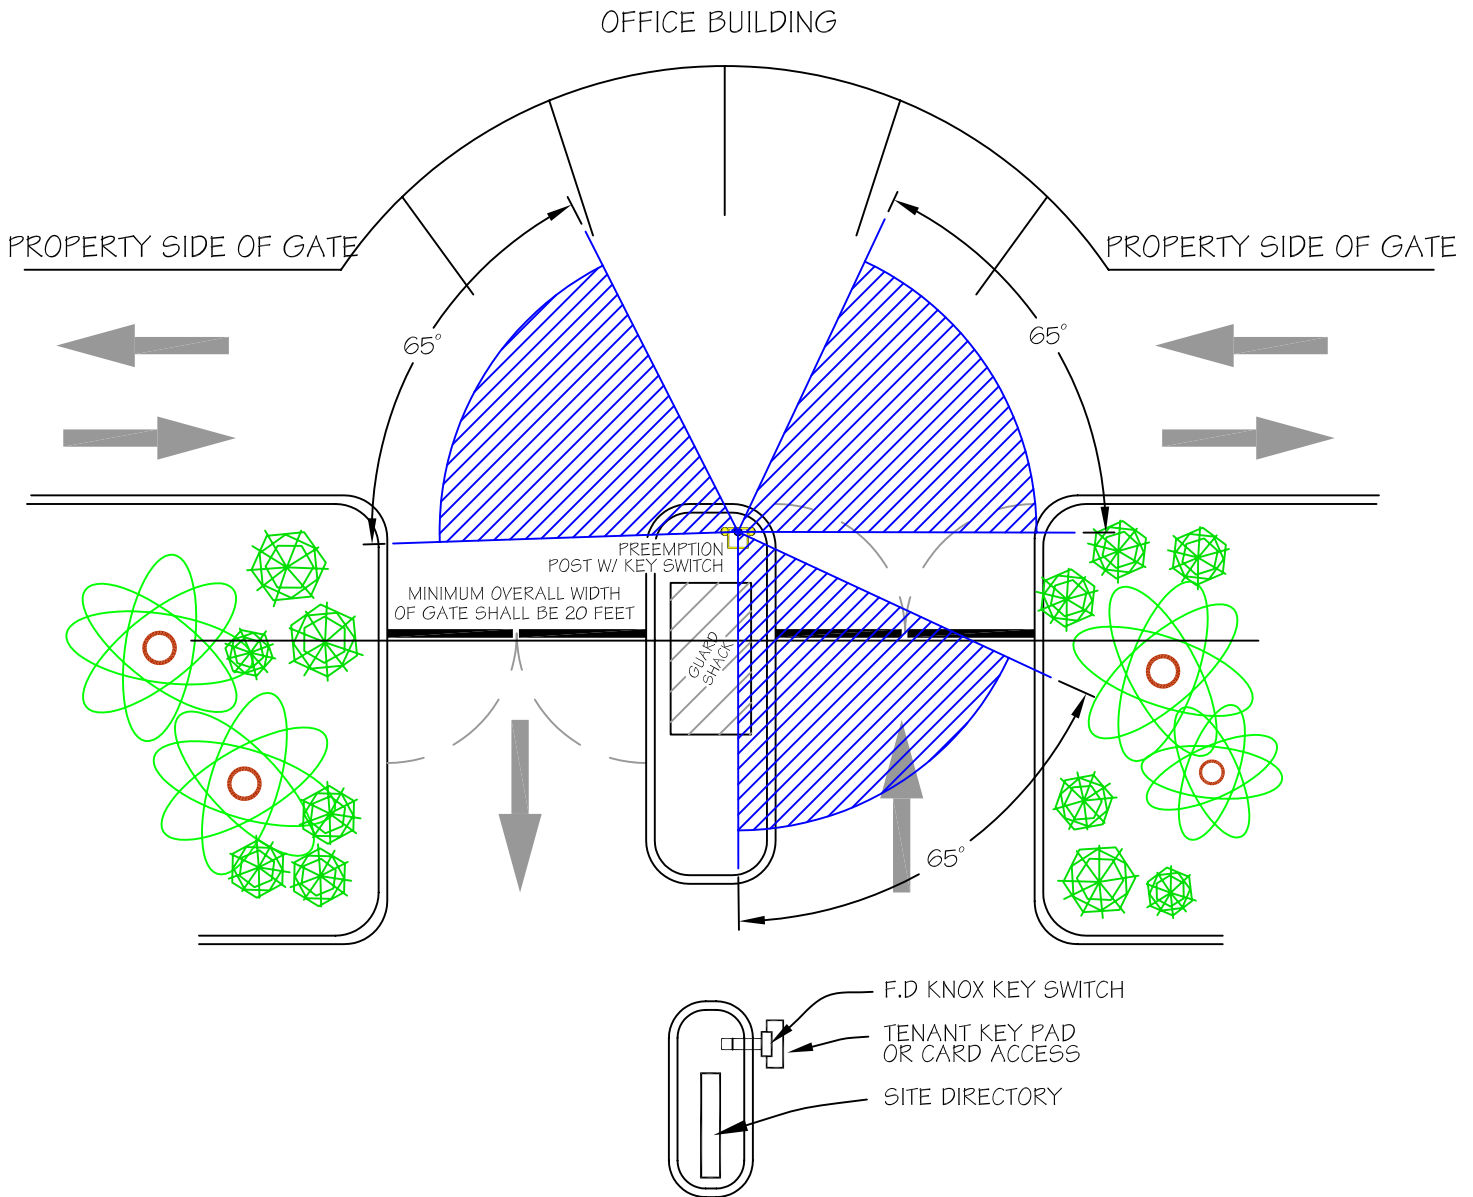 OFFICE BUILDING
PROPERTY SIDE OF GATE
PROPERTY SIDE OF GATE
65°
65°
PREEMPTION
POST W/ KEY SWITCH
MINIMUM OVERALL WIDTH
OF GATE SHALL BE 20 FEET
GUARD
SHACK
65°
F.D KNOX KEY SWITCH
TENANT KEY PAD
OR CARD ACCESS
SITE DIRECTORY